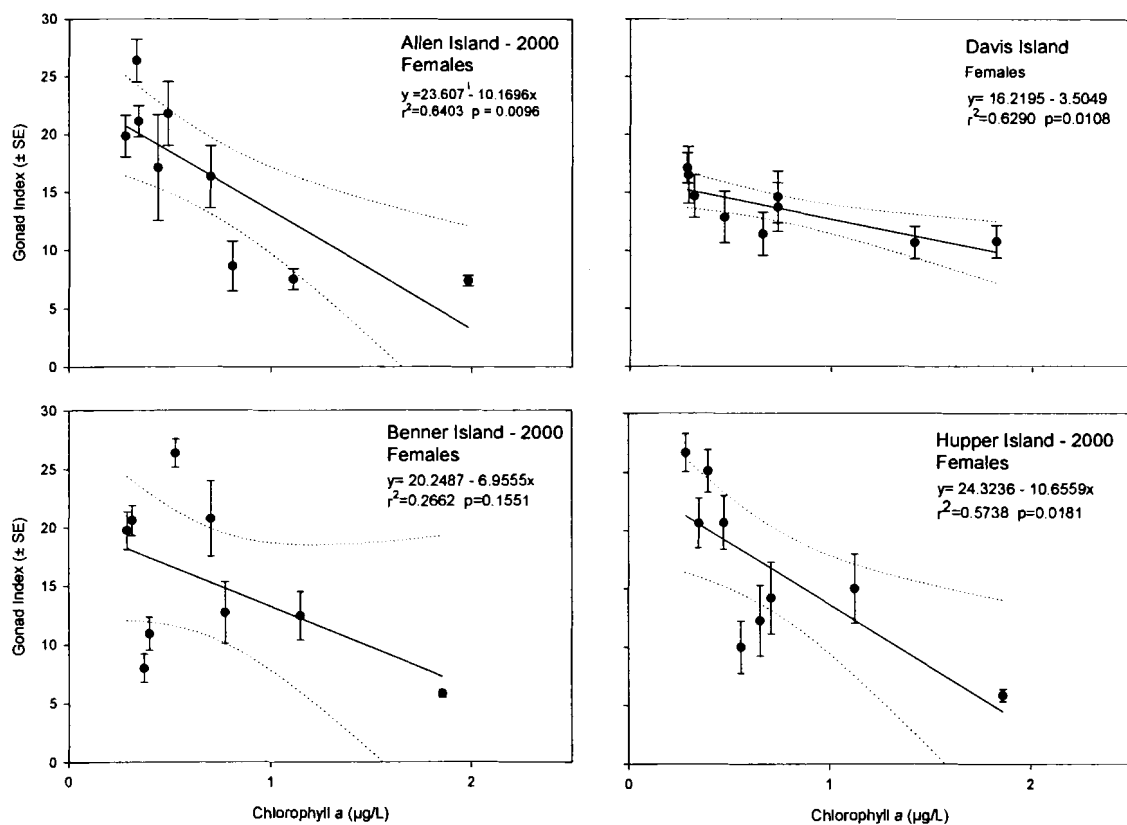 Allen Island - 2000
Females
y =23.607 - 10.1696x
r²=0.6403 p = 0.0096
Gonad Index (± SE)
30
25
20
15
10
5
0
0
1
2
Davis Island
Females
y= 16.2195 - 3.5049
r²=0.6290 p=0.0108
Benner Island - 2000
Females
y= 20.2487 - 6.9555x
r²=0.2662 p=0.1551
Gonad Index (± SE)
30
25
20
15
10
5
0
0
1
2
Chlorophyll a (µg/L)
Hupper Island - 2000
Females
y= 24.3236 - 10.6559x
r²=0.5738 p=0.0181
0
1
2
Chlorophyll a (µg/L)